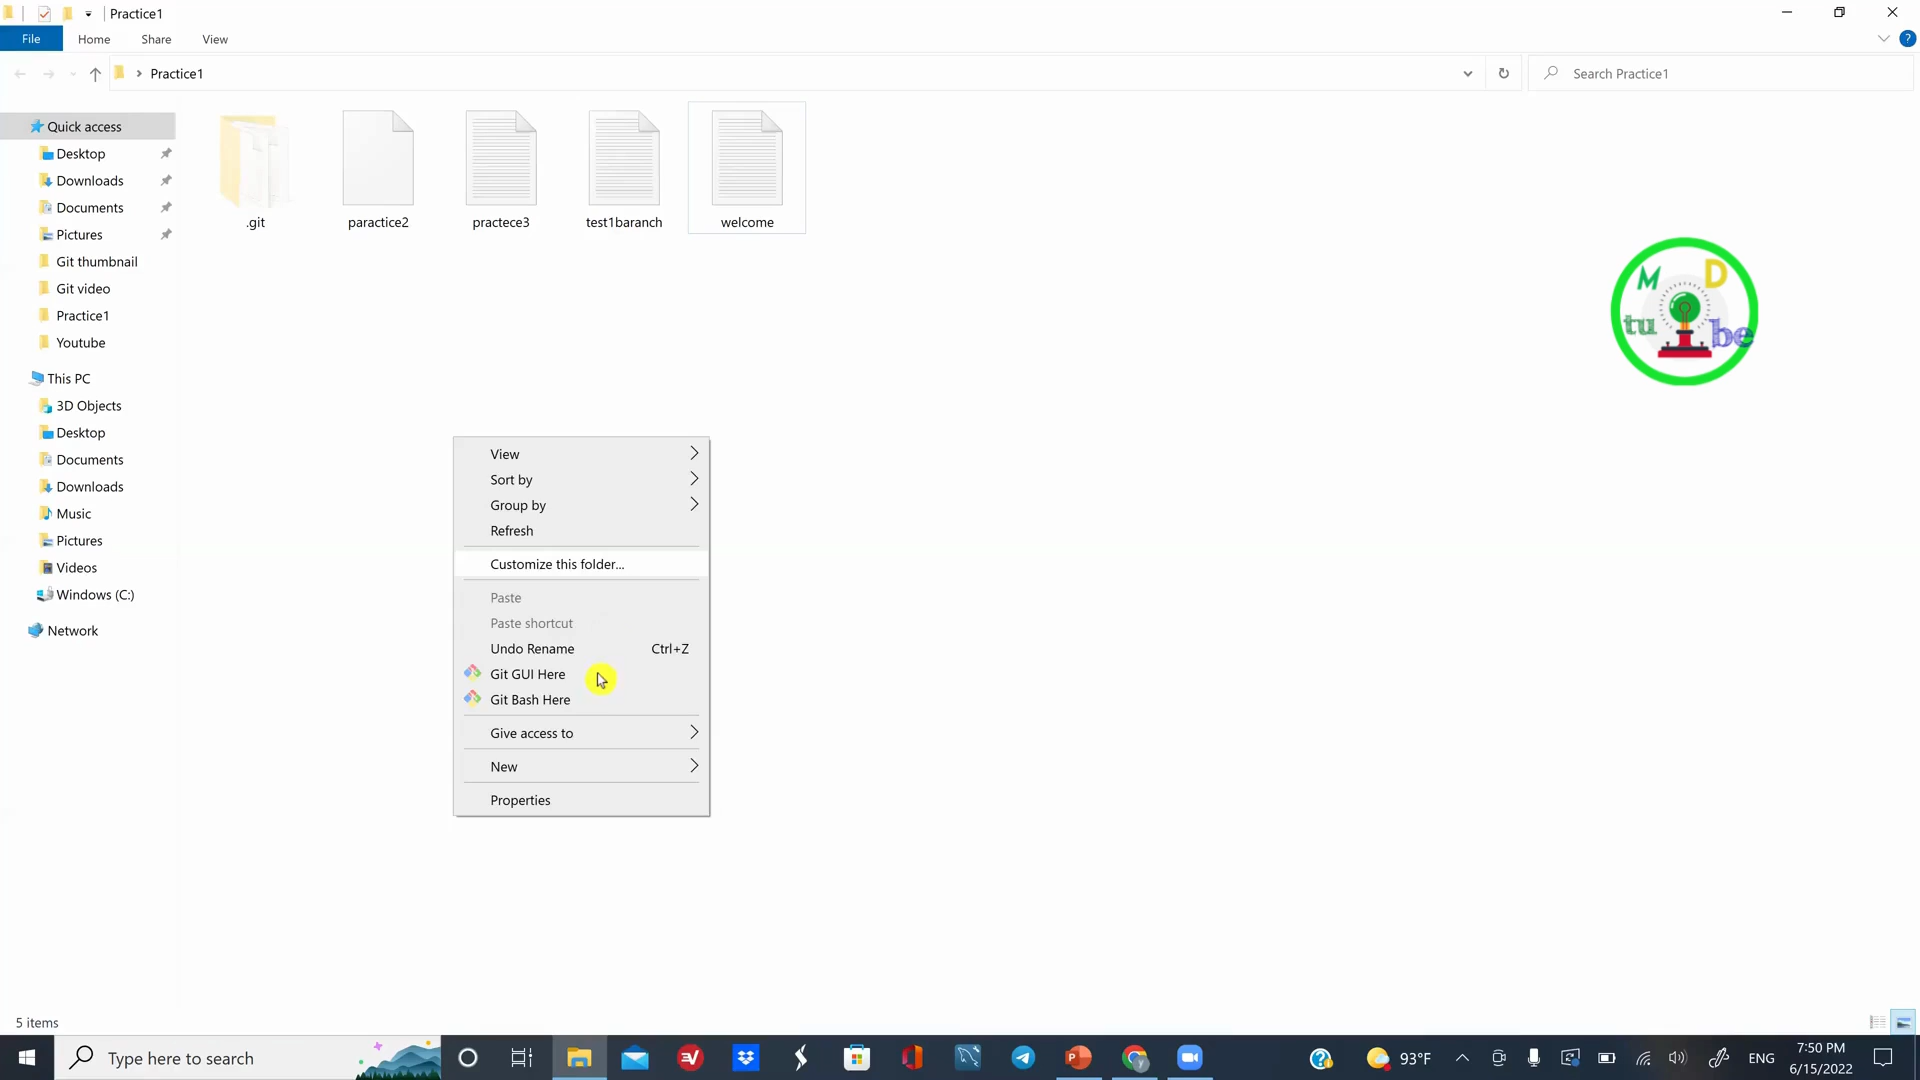 Practice1
File
Home
Share
View
Practice1
Search Practice1
Quick access
Desktop
Downloads
Documents
Pictures
Git thumbnail
Git video
Practice1
Youtube
This PC
3D Objects
Desktop
Documents
Downloads
Music
Pictures
Videos
Windows (C:)
Network
.git
paractice2
practece3
test1baranch
welcome
M D
tu be
View
Sort by
Group by
Refresh
Customize this folder...
Paste
Paste shortcut
Undo Rename Ctrl+Z
Git GUI Here
Git Bash Here
Give access to
New
Properties
5 items
Type here to search
93°F
ENG
7:50 PM
6/15/2022